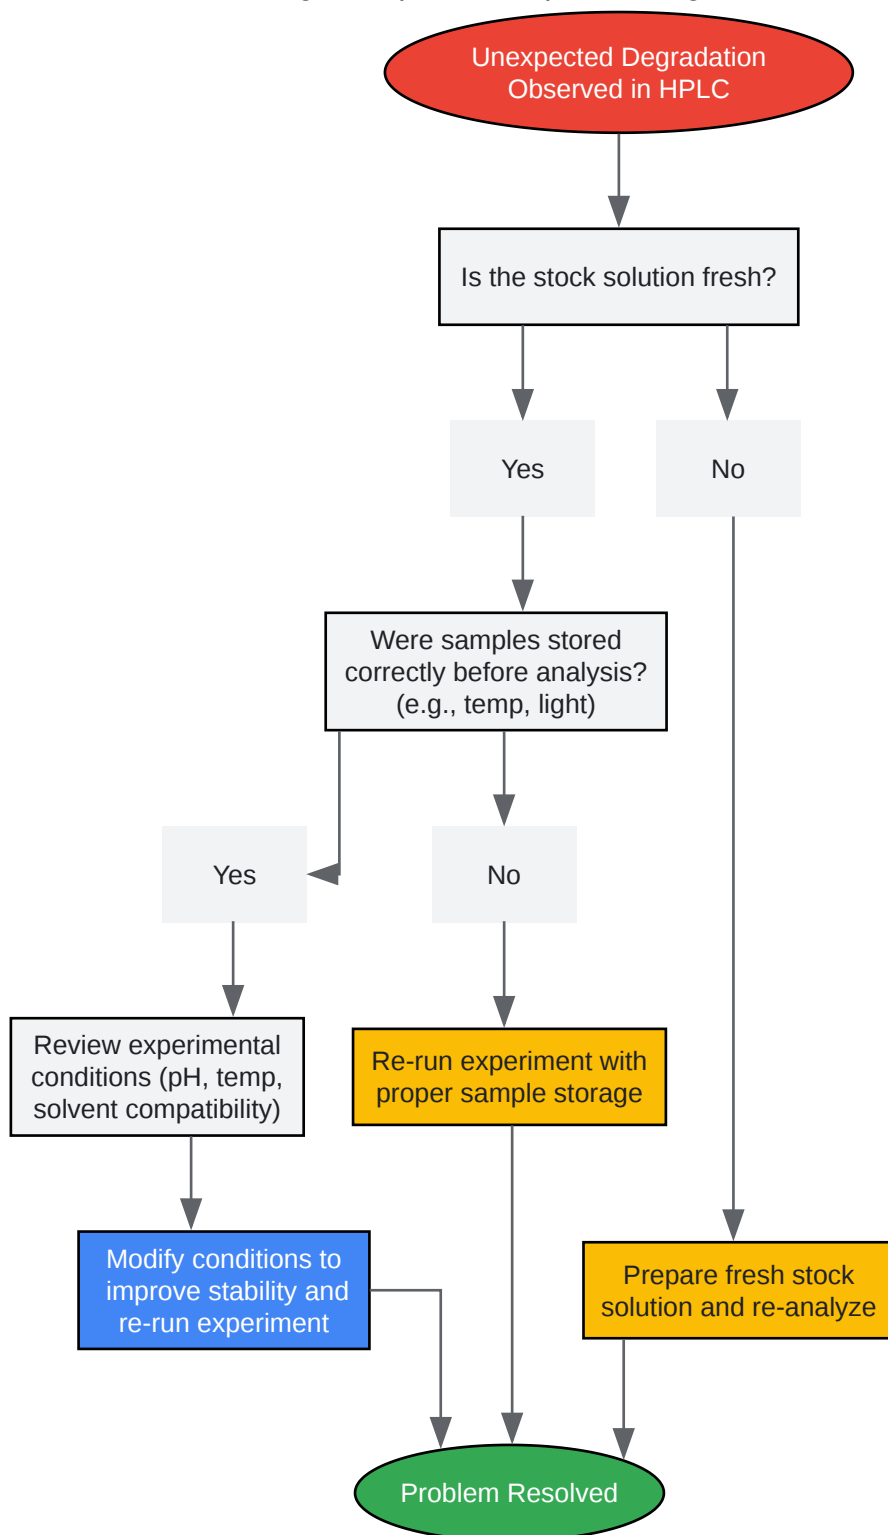 Unexpected Degradation
Observed in HPLC
Is the stock solution fresh?
Yes
No
Were samples stored
correctly before analysis?
(e.g., temp, light)
Yes
No
Review experimental
conditions (pH, temp,
solvent compatibility)
Re-run experiment with
proper sample storage
Modify conditions to
improve stability and
re-run experiment
Prepare fresh stock
solution and re-analyze
Problem Resolved